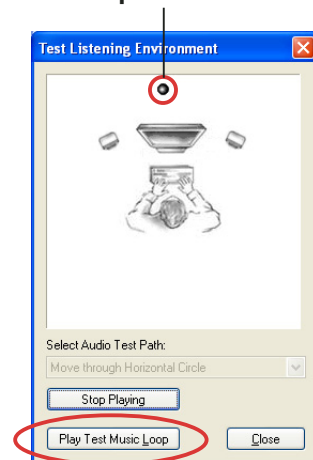 Test Listening Environment
Select Audio Test Path:
Move through Horizontal Circle
Stop Playing
Play Test Music Loop
Close